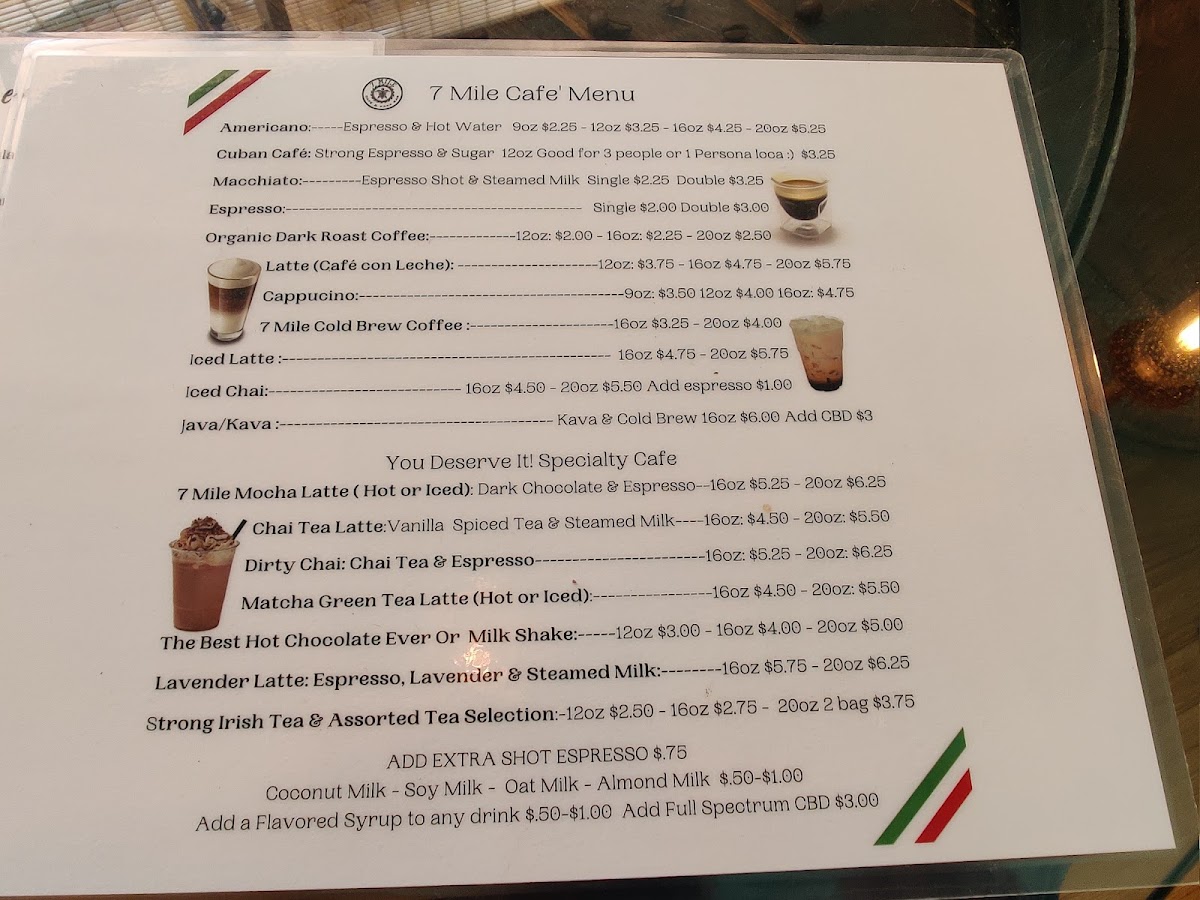 7 MILE
7 Mile Cafe' Menu
Americano:-----Espresso & Hot Water 9oz $2.25 - 12oz $3.25 - 16oz $4.25 - 20oz $5.25
Cuban Café: Strong Espresso & Sugar 12oz Good for 3 people or 1 Persona loca :) $3.25
Macchiato:---------Espresso Shot & Steamed Milk Single $2.25 Double $3.25
Espresso:------------------------------------------ Single $2.00 Double $3.00
Organic Dark Roast Coffee:-------------12oz: $2.00 - 16oz: $2.25 - 20oz $2.50
Latte (Café con Leche): ---------------------12oz: $3.75 - 16oz $4.75 - 20oz $5.75
Cappucino:---------------------------------------9oz: $3.50 12oz $4.00 16oz: $4.75
7 Mile Cold Brew Coffee :---------------------16oz $3.25 - 20oz $4.00
Iced Latte :----------------------------------------------- 16oz $4.75 - 20oz $5.75
Iced Chai:--------------------------- 16oz $4.50 - 20oz $5.50 Add espresso $1.00
Java/Kava :-------------------------------------- Kava & Cold Brew 16oz $6.00 Add CBD $3
You Deserve It! Specialty Cafe
7 Mile Mocha Latte ( Hot or Iced): Dark Chocolate & Espresso--16oz $5.25 - 20oz $6.25
Chai Tea Latte:Vanilla Spiced Tea & Steamed Milk----16oz: $4.50 - 20oz: $5.50
Dirty Chai: Chai Tea & Espresso------------------------16oz: $5.25 - 20oz: $6.25
Matcha Green Tea Latte (Hot or Iced):----------------16oz $4.50 - 20oz: $5.50
The Best Hot Chocolate Ever Or Milk Shake:-----12oz $3.00 - 16oz $4.00 - 20oz $5.00
Lavender Latte: Espresso, Lavender & Steamed Milk:--------16oz $5.75 - 20oz $6.25
Strong Irish Tea & Assorted Tea Selection:-12oz $2.50 - 16oz $2.75 - 20oz 2 bag $3.75
ADD EXTRA SHOT ESPRESSO $.75
Coconut Milk - Soy Milk - Oat Milk - Almond Milk $.50-$1.00
Add a Flavored Syrup to any drink $.50-$1.00 Add Full Spectrum CBD $3.00